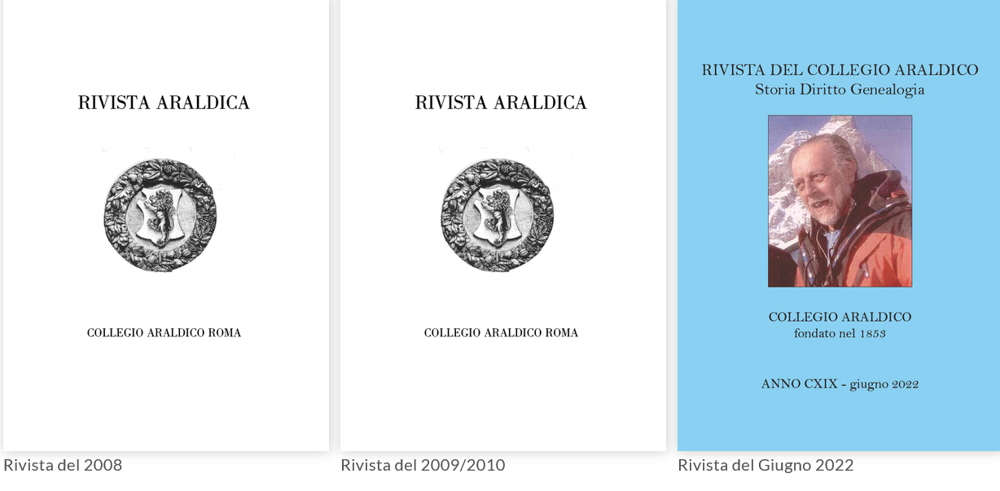 RIVISTA ARALDICA
COLLEGIO ARALDICO ROMA
Rivista del 2008
RIVISTA ARALDICA
COLLEGIO ARALDICO ROMA
Rivista del 2009/2010
RIVISTA DEL COLLEGIO ARALDICO
Storia Diritto Genealogia
COLLEGIO ARALDICO
fondato nel 1853
ANNO CXIX - giugno 2022
Rivista del Giugno 2022